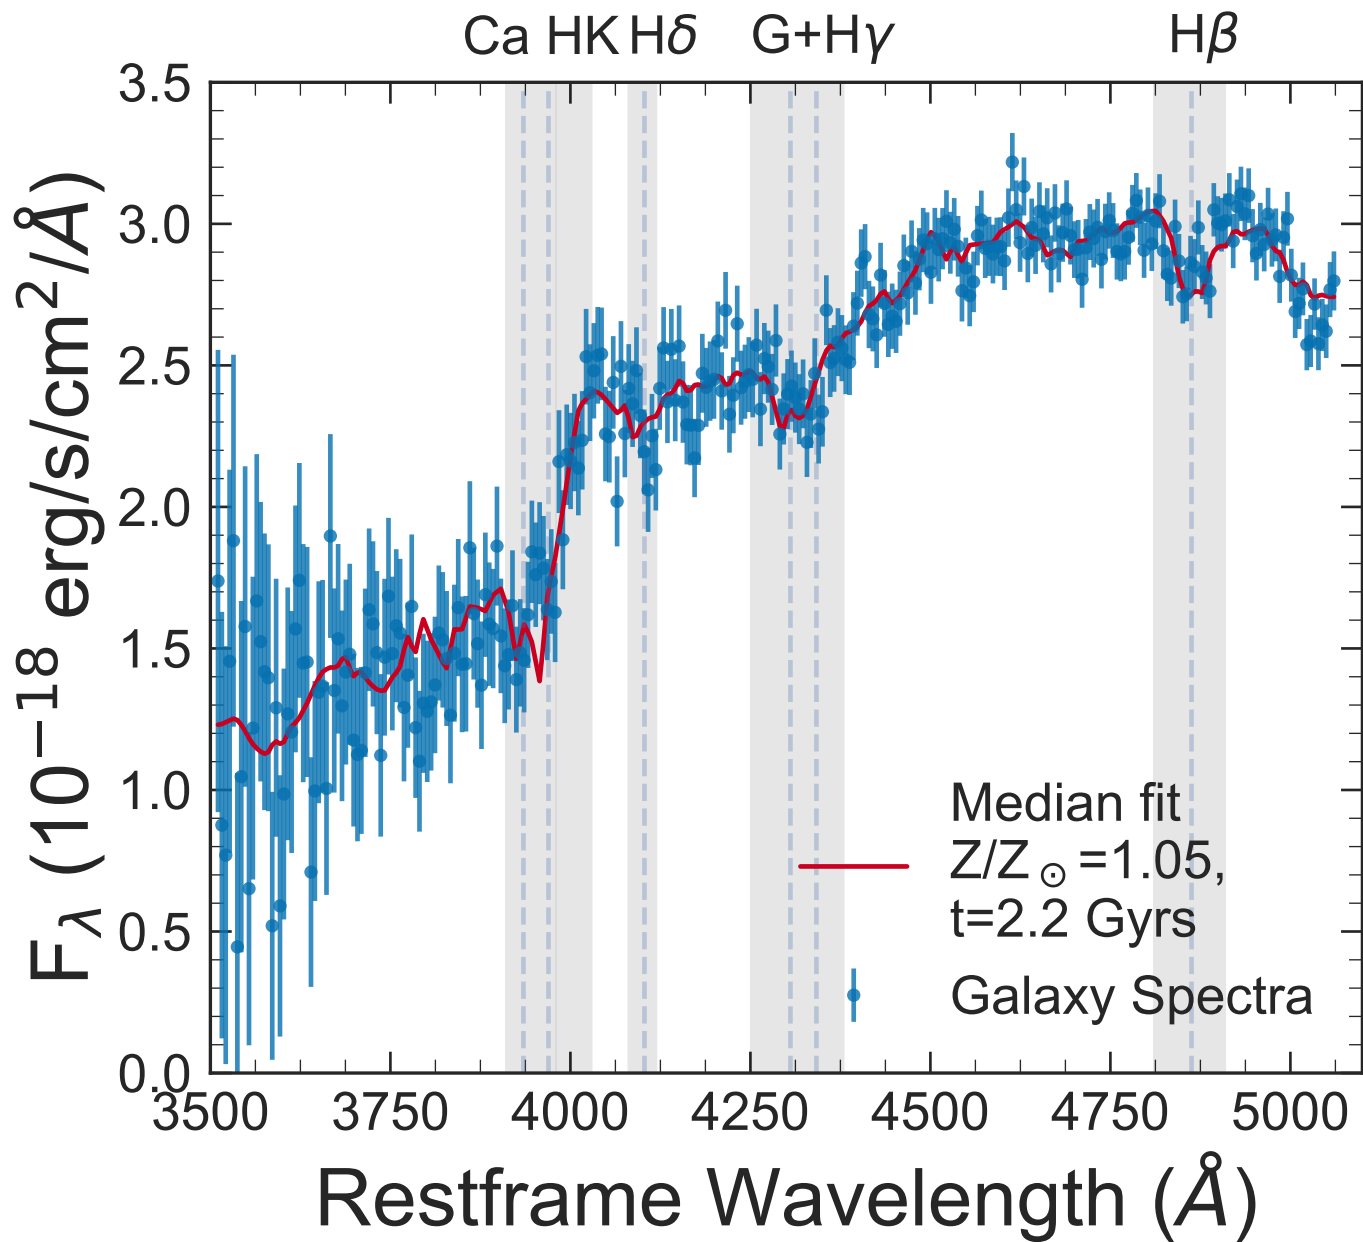 Ca HK Hδ G+Hγ Hβ
3.5
3.0
2.5
2.0
1.5
1.0
0.5
0.0
F_λ (10^−18 erg/s/cm^2/Å)
Median fit
Z/Z_⊙=1.05,
t=2.2 Gyrs
Galaxy Spectra
3500 3750 4000 4250 4500 4750 5000
Restframe Wavelength (Å)